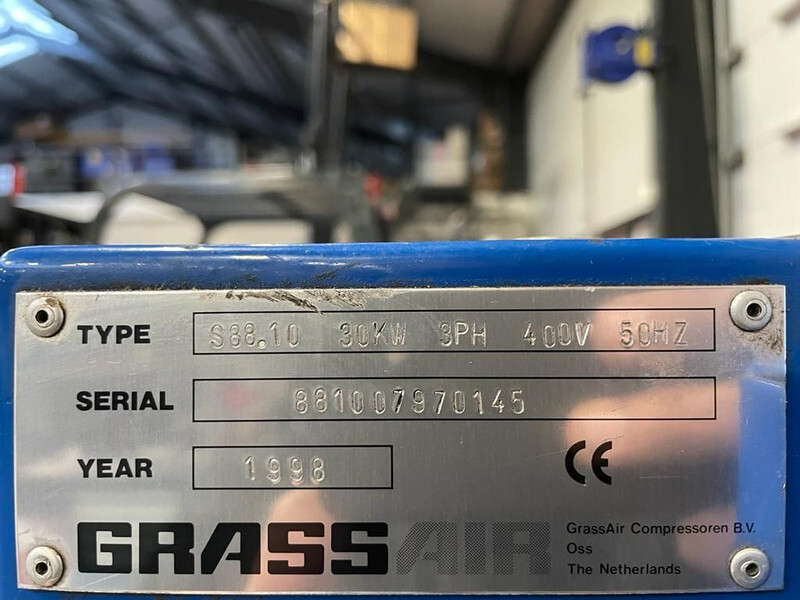 TYPE S88.10 30KW 3PH 400V 50HZ
SERIAL 881007970145
YEAR 1998
CE
GRASSAIR
GrassAir Compressoren B.V.
Oss
The Netherlands